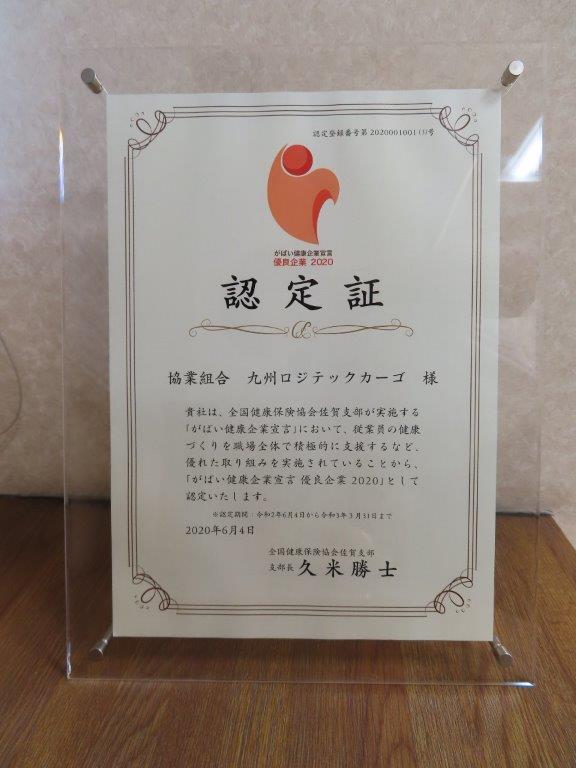 認定登録番号第2020001001(3)号
がばい健康企業宣言
優良企業 2020
認定証
協業組合 九州ロジテックカーゴ 様
貴社は、全国健康保険協会佐賀支部が実施する
「がばい健康企業宣言」において、従業員の健康
づくりを職場全体で積極的に支援するなど、
優れた取り組みを実施されていることから、
「がばい健康企業宣言 優良企業 2020」として
認定いたします。
※認定期間：令和2年6月4日から令和3年3月31日まで
2020年6月4日
全国健康保険協会佐賀支部
支部長 久米勝士